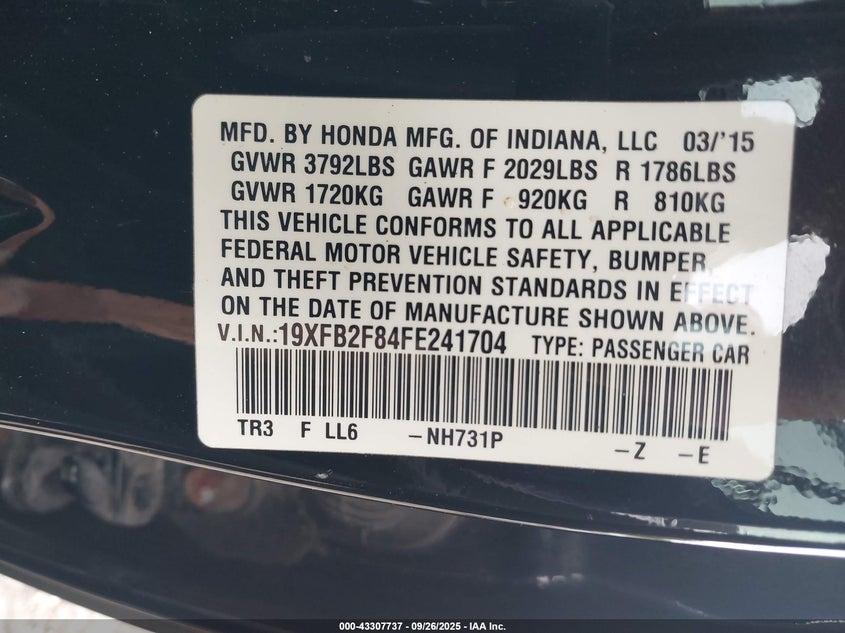 MFD. BY HONDA MFG. OF INDIANA, LLC 03/'15
GVWR 3792LBS GAWR F 2029LBS R 1786LBS
GVWR 1720KG GAWR F 920KG R 810KG
THIS VEHICLE CONFORMS TO ALL APPLICABLE
FEDERAL MOTOR VEHICLE SAFETY, BUMPER,
AND THEFT PREVENTION STANDARDS IN EFFECT
ON THE DATE OF MANUFACTURE SHOWN ABOVE.
V.I.N.:19XFB2F84FE241704 TYPE: PASSENGER CAR
TR3 F LL6 -NH731P -Z -E
000-43307737 - 09/26/2025 - IAA Inc.